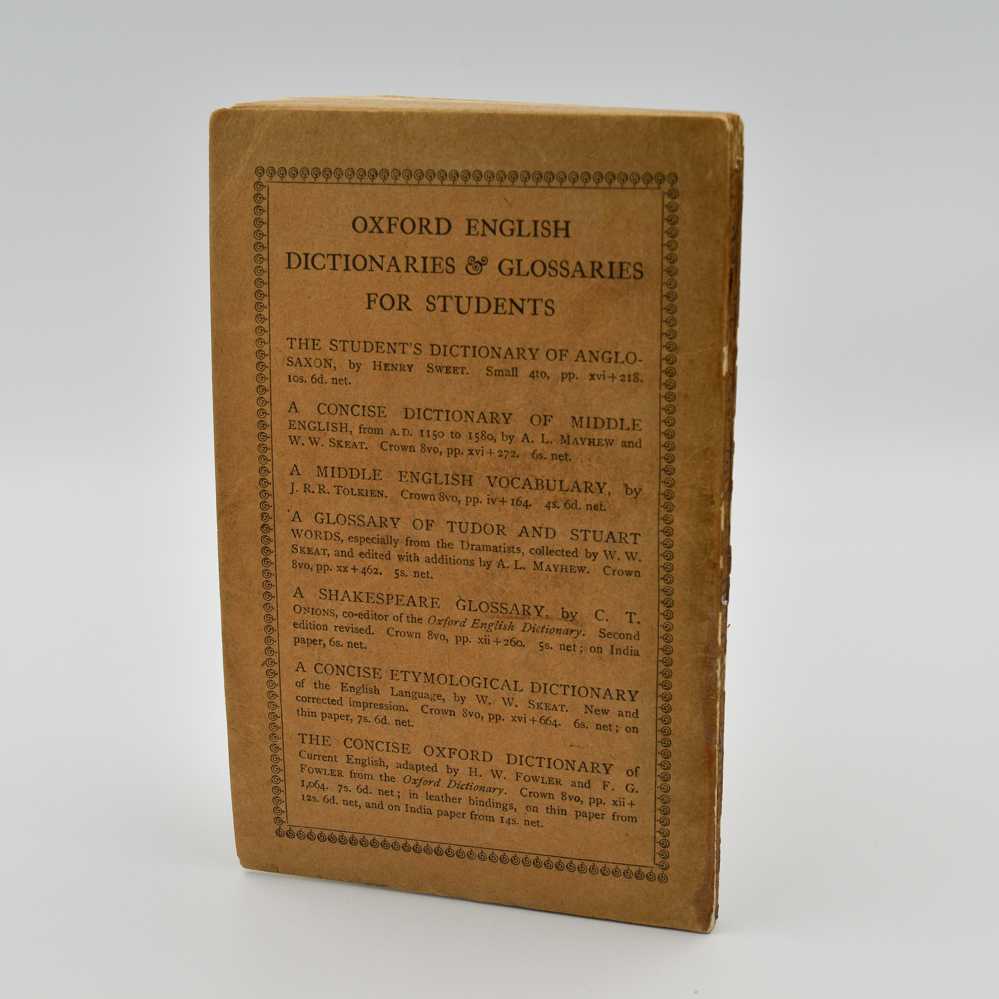 OXFORD ENGLISH
DICTIONARIES & GLOSSARIES
FOR STUDENTS
THE STUDENT'S DICTIONARY OF ANGLO-
SAXON, by HENRY SWEET. Small 4to, pp. xvi+218.
10s. 6d. net.
A CONCISE DICTIONARY OF MIDDLE
ENGLISH, from A.D. 1150 to 1580, by A. L. MAYHEW and
W. W. SKEAT. Crown 8vo, pp. xvi+272. 6s. net.
A MIDDLE ENGLISH VOCABULARY, by
J. R. R. TOLKIEN. Crown 8vo, pp. iv+164. 4s. 6d. net.
A GLOSSARY OF TUDOR AND STUART
WORDS, especially from the Dramatists, collected by W. W.
SKEAT, and edited with additions by A. L. MAYHEW. Crown
8vo, pp. xx+462. 5s. net.
A SHAKESPEARE GLOSSARY, by C. T.
ONIONS, co-editor of the Oxford English Dictionary. Second
edition revised. Crown 8vo, pp. xii+260. 5s. net; on India
paper, 6s. net.
A CONCISE ETYMOLOGICAL DICTIONARY
of the English Language, by W. W. SKEAT. New and
corrected impression. Crown 8vo, pp. xvi+664. 6s. net; on
thin paper, 7s. 6d. net.
THE CONCISE OXFORD DICTIONARY of
Current English, adapted by H. W. FOWLER and F. G.
FOWLER from the Oxford Dictionary. Crown 8vo, pp. xii+
1,064. 7s. 6d. net; in leather bindings, on thin paper from
12s. 6d. net, and on India paper from 14s. net.